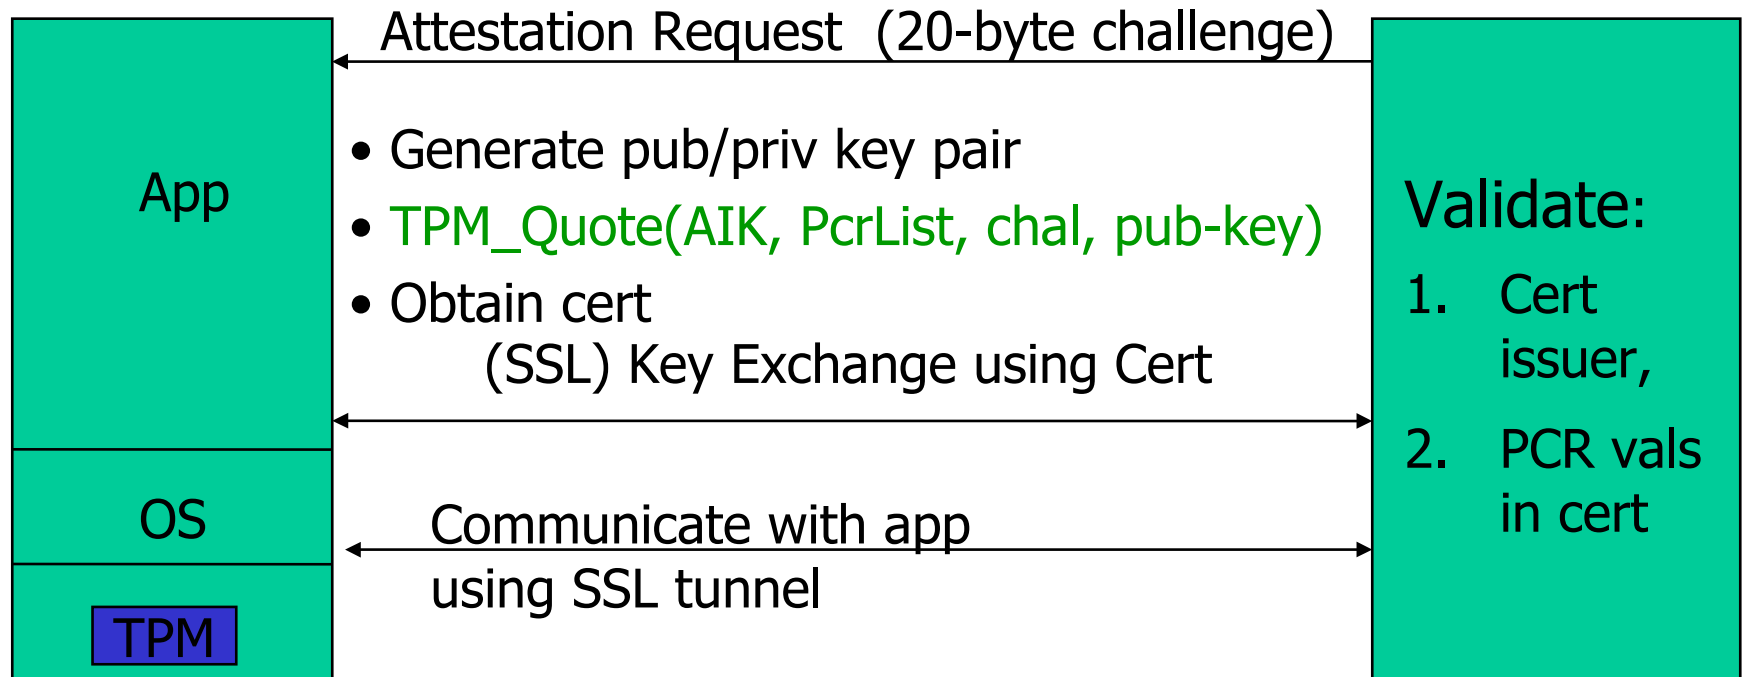 Attestation Request (20-byte challenge)
App
• Generate pub/priv key pair
• TPM_Quote(AIK, PcrList, chal, pub-key)
• Obtain cert
(SSL) Key Exchange using Cert
OS
Communicate with app
using SSL tunnel
TPM
Validate:
1. Cert
issuer,
2. PCR vals
in cert